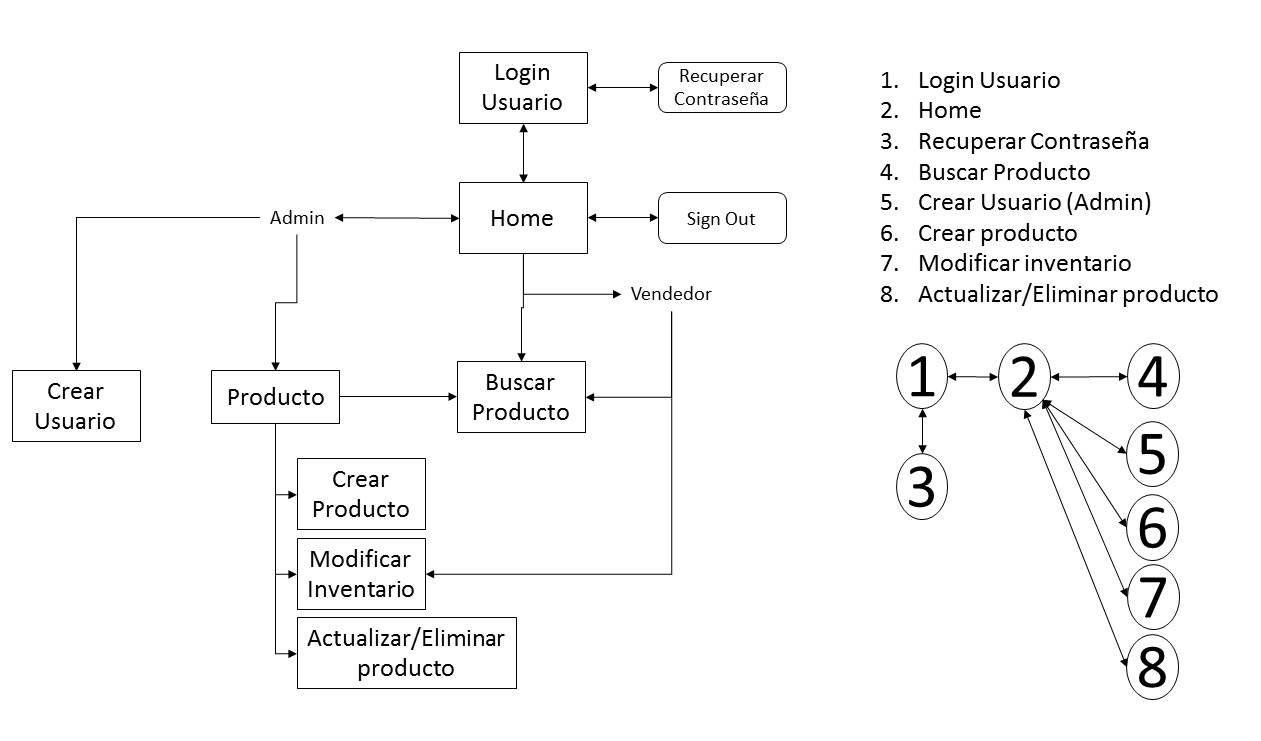 Login
Usuario
Recuperar
Contraseña
Admin
Home
Sign Out
Vendedor
Crear
Usuario
Producto
Buscar
Producto
Crear
Producto
Modificar
Inventario
Actualizar/Eliminar
producto
1. Login Usuario
2. Home
3. Recuperar Contraseña
4. Buscar Producto
5. Crear Usuario (Admin)
6. Crear producto
7. Modificar inventario
8. Actualizar/Eliminar producto
1 2 4
5
3
6
7
8